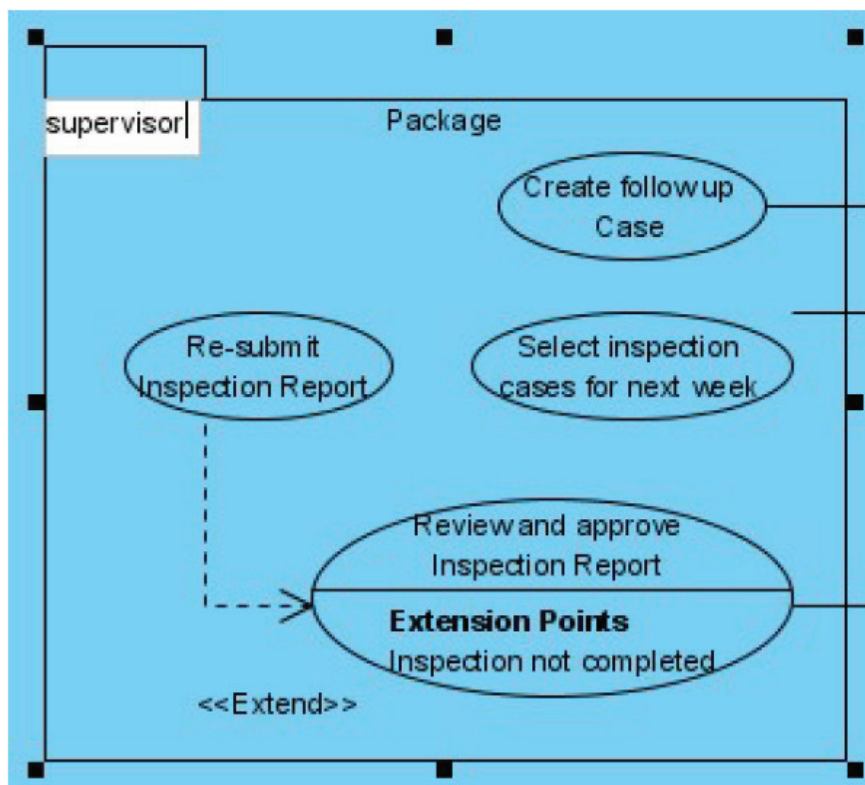 supervisor
Package
Create followup
Case
Re-submit
Inspection Report
Select inspection
cases for next week
Review and approve
Inspection Report
Extension Points
Inspection not completed
<<Extend>>